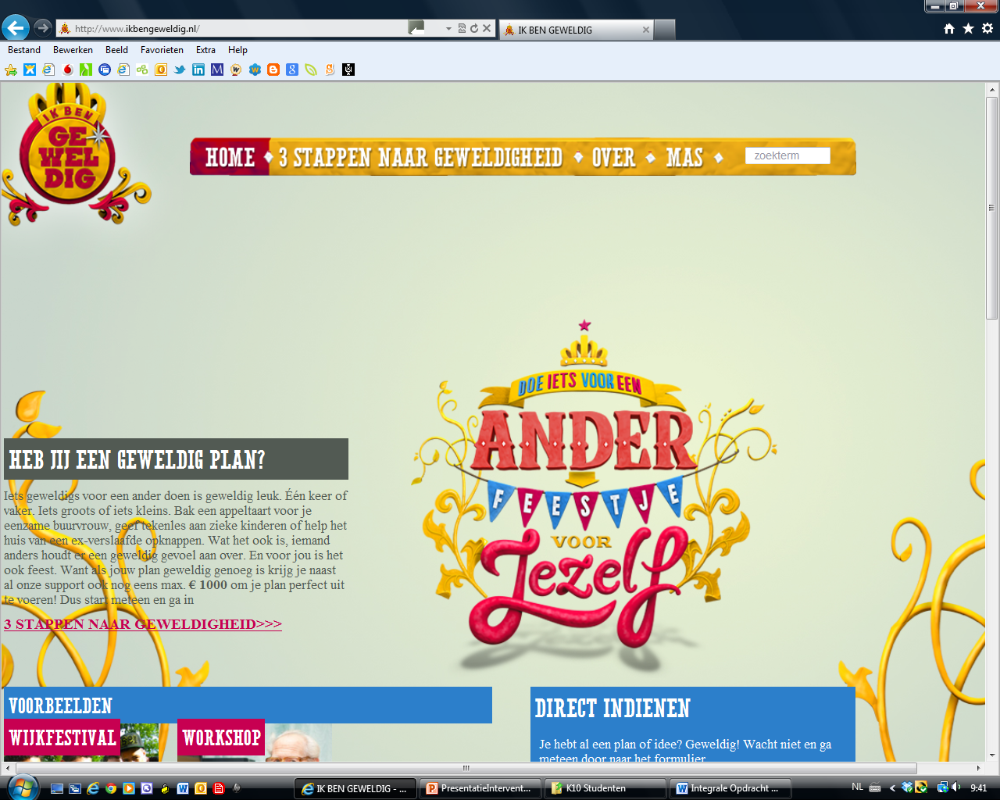 http://www.ikbengeweldig.nl/
IK BEN GEWELDIG
Bestand Bewerken Beeld Favorieten Extra Help
IK BEN
GE
WEL
DIG
HOME 3 STAPPEN NAAR GEWELDIGHEID OVER MAS zoekterm
DOE IETS VOOR EEN
ANDER
FEESTJE
VOOR
Jezelf
HEB JIJ EEN GEWELDIG PLAN?
Iets geweldigs voor een ander doen is geweldig leuk. Één keer of
vaker. Iets groots of iets kleins. Bak een appeltaart voor je
eenzame buurvrouw, geef tekenles aan zieke kinderen of help het
huis van een ex-verslaafde opknappen. Wat het ook is, iemand
anders houdt er een geweldig gevoel aan over. En voor jou is het
ook feest. Want als jouw plan geweldig genoeg is krijg je naast
al onze support ook nog eens max. € 1000 om je plan perfect uit
te voeren! Dus start meteen en ga in
3 STAPPEN NAAR GEWELDIGHEID>>>
VOORBEELDEN
WIJKFESTIVAL WORKSHOP
DIRECT INDIENEN
Je hebt al een plan of idee? Geweldig! Wacht niet en ga
meteen door naar het formulier
IK BEN GEWELDIG - ... PresentatieIntervent... K10 Studenten Integrale Opdracht ... NL 9:41